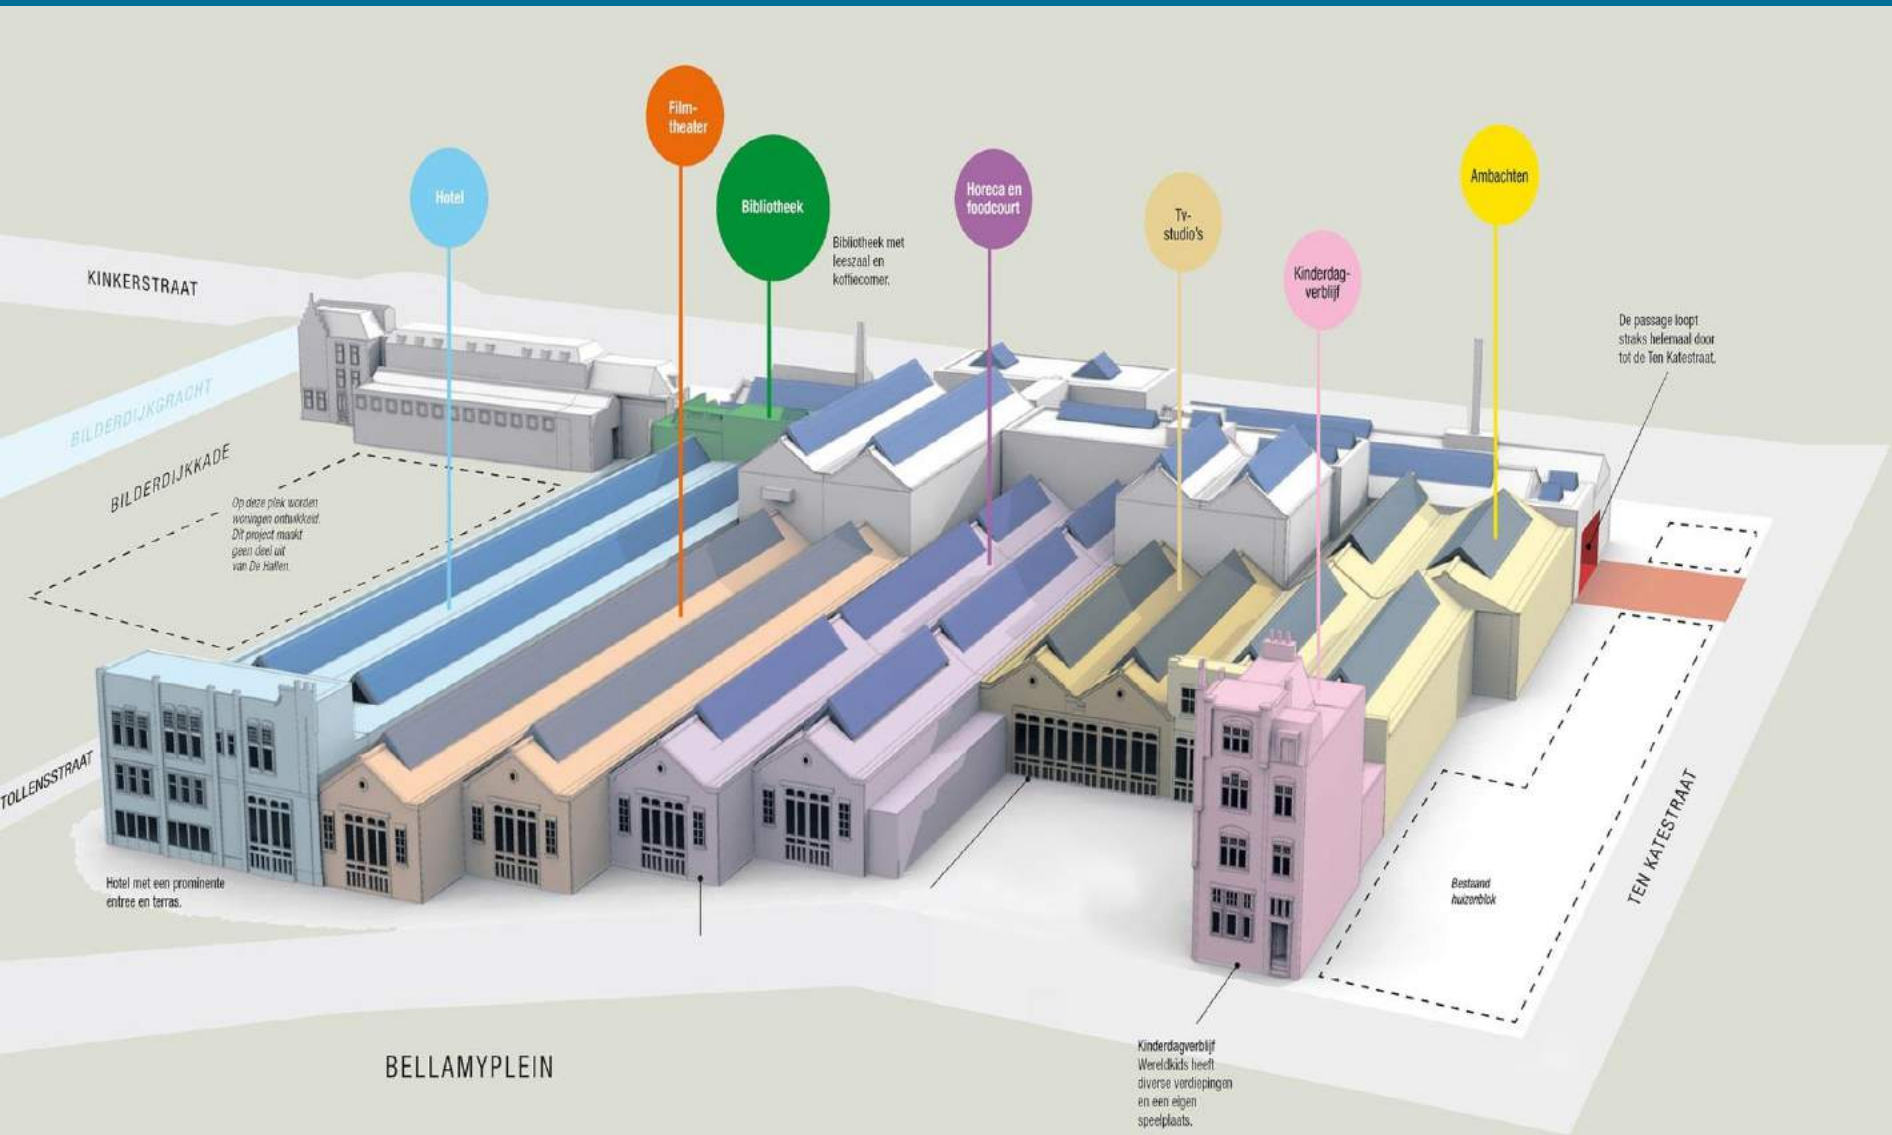 Film-
theater
Hotel
Bibliotheek
Bibliotheek met
leeszaal en
koffiecorner.
Horeca en
foodcourt
Tv-
studio's
Kinderdag-
verblijf
Ambachten
De passage loopt
straks helemaal door
tot de Ten Katestraat.
KINKERSTRAAT
BILDERDIJKGRACHT
BILDERDIJKKADE
Op deze plek worden
woningen ontwikkeld.
Dit project maakt
geen deel uit
van De Hallen.
TOLLENSSTRAAT
Hotel met een prominente
entree en terras.
Bestaand
huizenblok
TEN KATESTRAAT
BELLAMYPLEIN
Kinderdagverblijf
Wereldkids heeft
diverse verdiepingen
en een eigen
speelplaats.